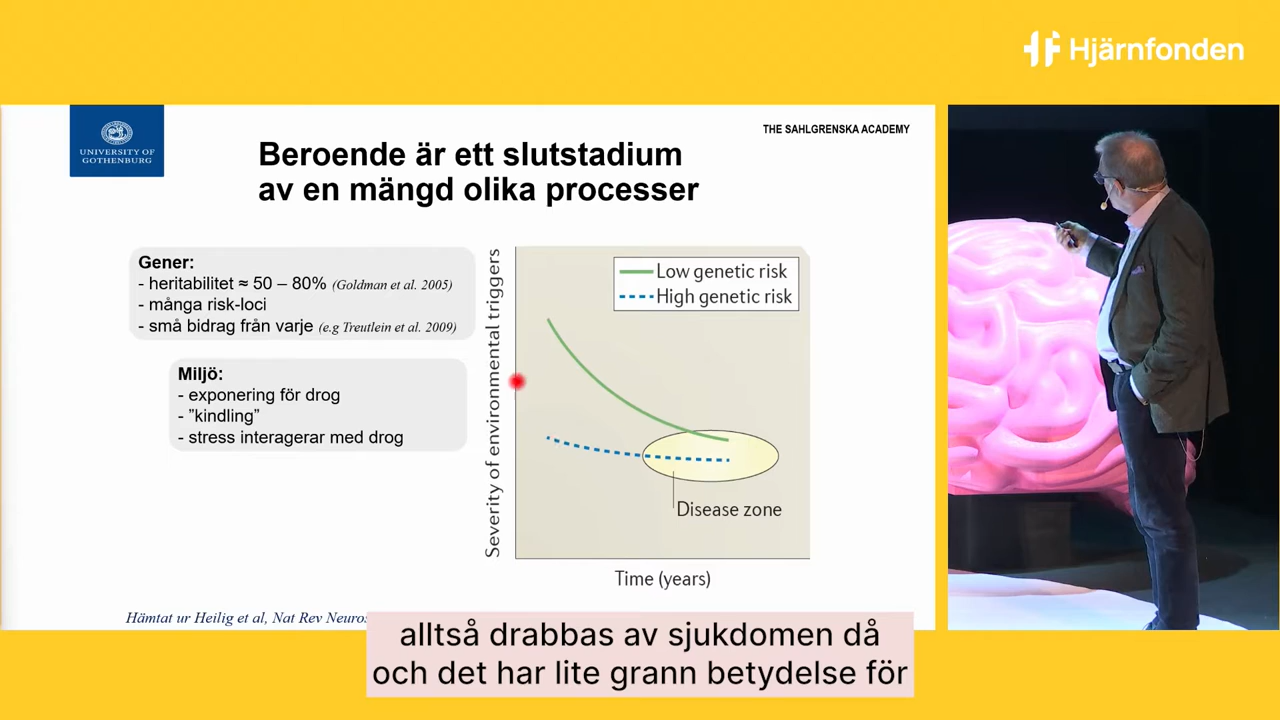 Hjärnfonden
UNIVERSITY OF
GOTHENBURG
THE SAHLGRENSKA ACADEMY
Beroende är ett slutstadium
av en mängd olika processer
Gener:
- heritabilitet ≈ 50 – 80% (Goldman et al. 2005)
- många risk-loci
- små bidrag från varje (e.g Treutlein et al. 2009)
Miljö:
- exponering för drog
- ”kindling”
- stress interagerar med drog
Severity of environmental triggers
Low genetic risk
High genetic risk
Disease zone
Time (years)
Hämtat ur Heilig et al, Nat Rev
alltså drabbas av sjukdomen då
och det har lite grann betydelse för